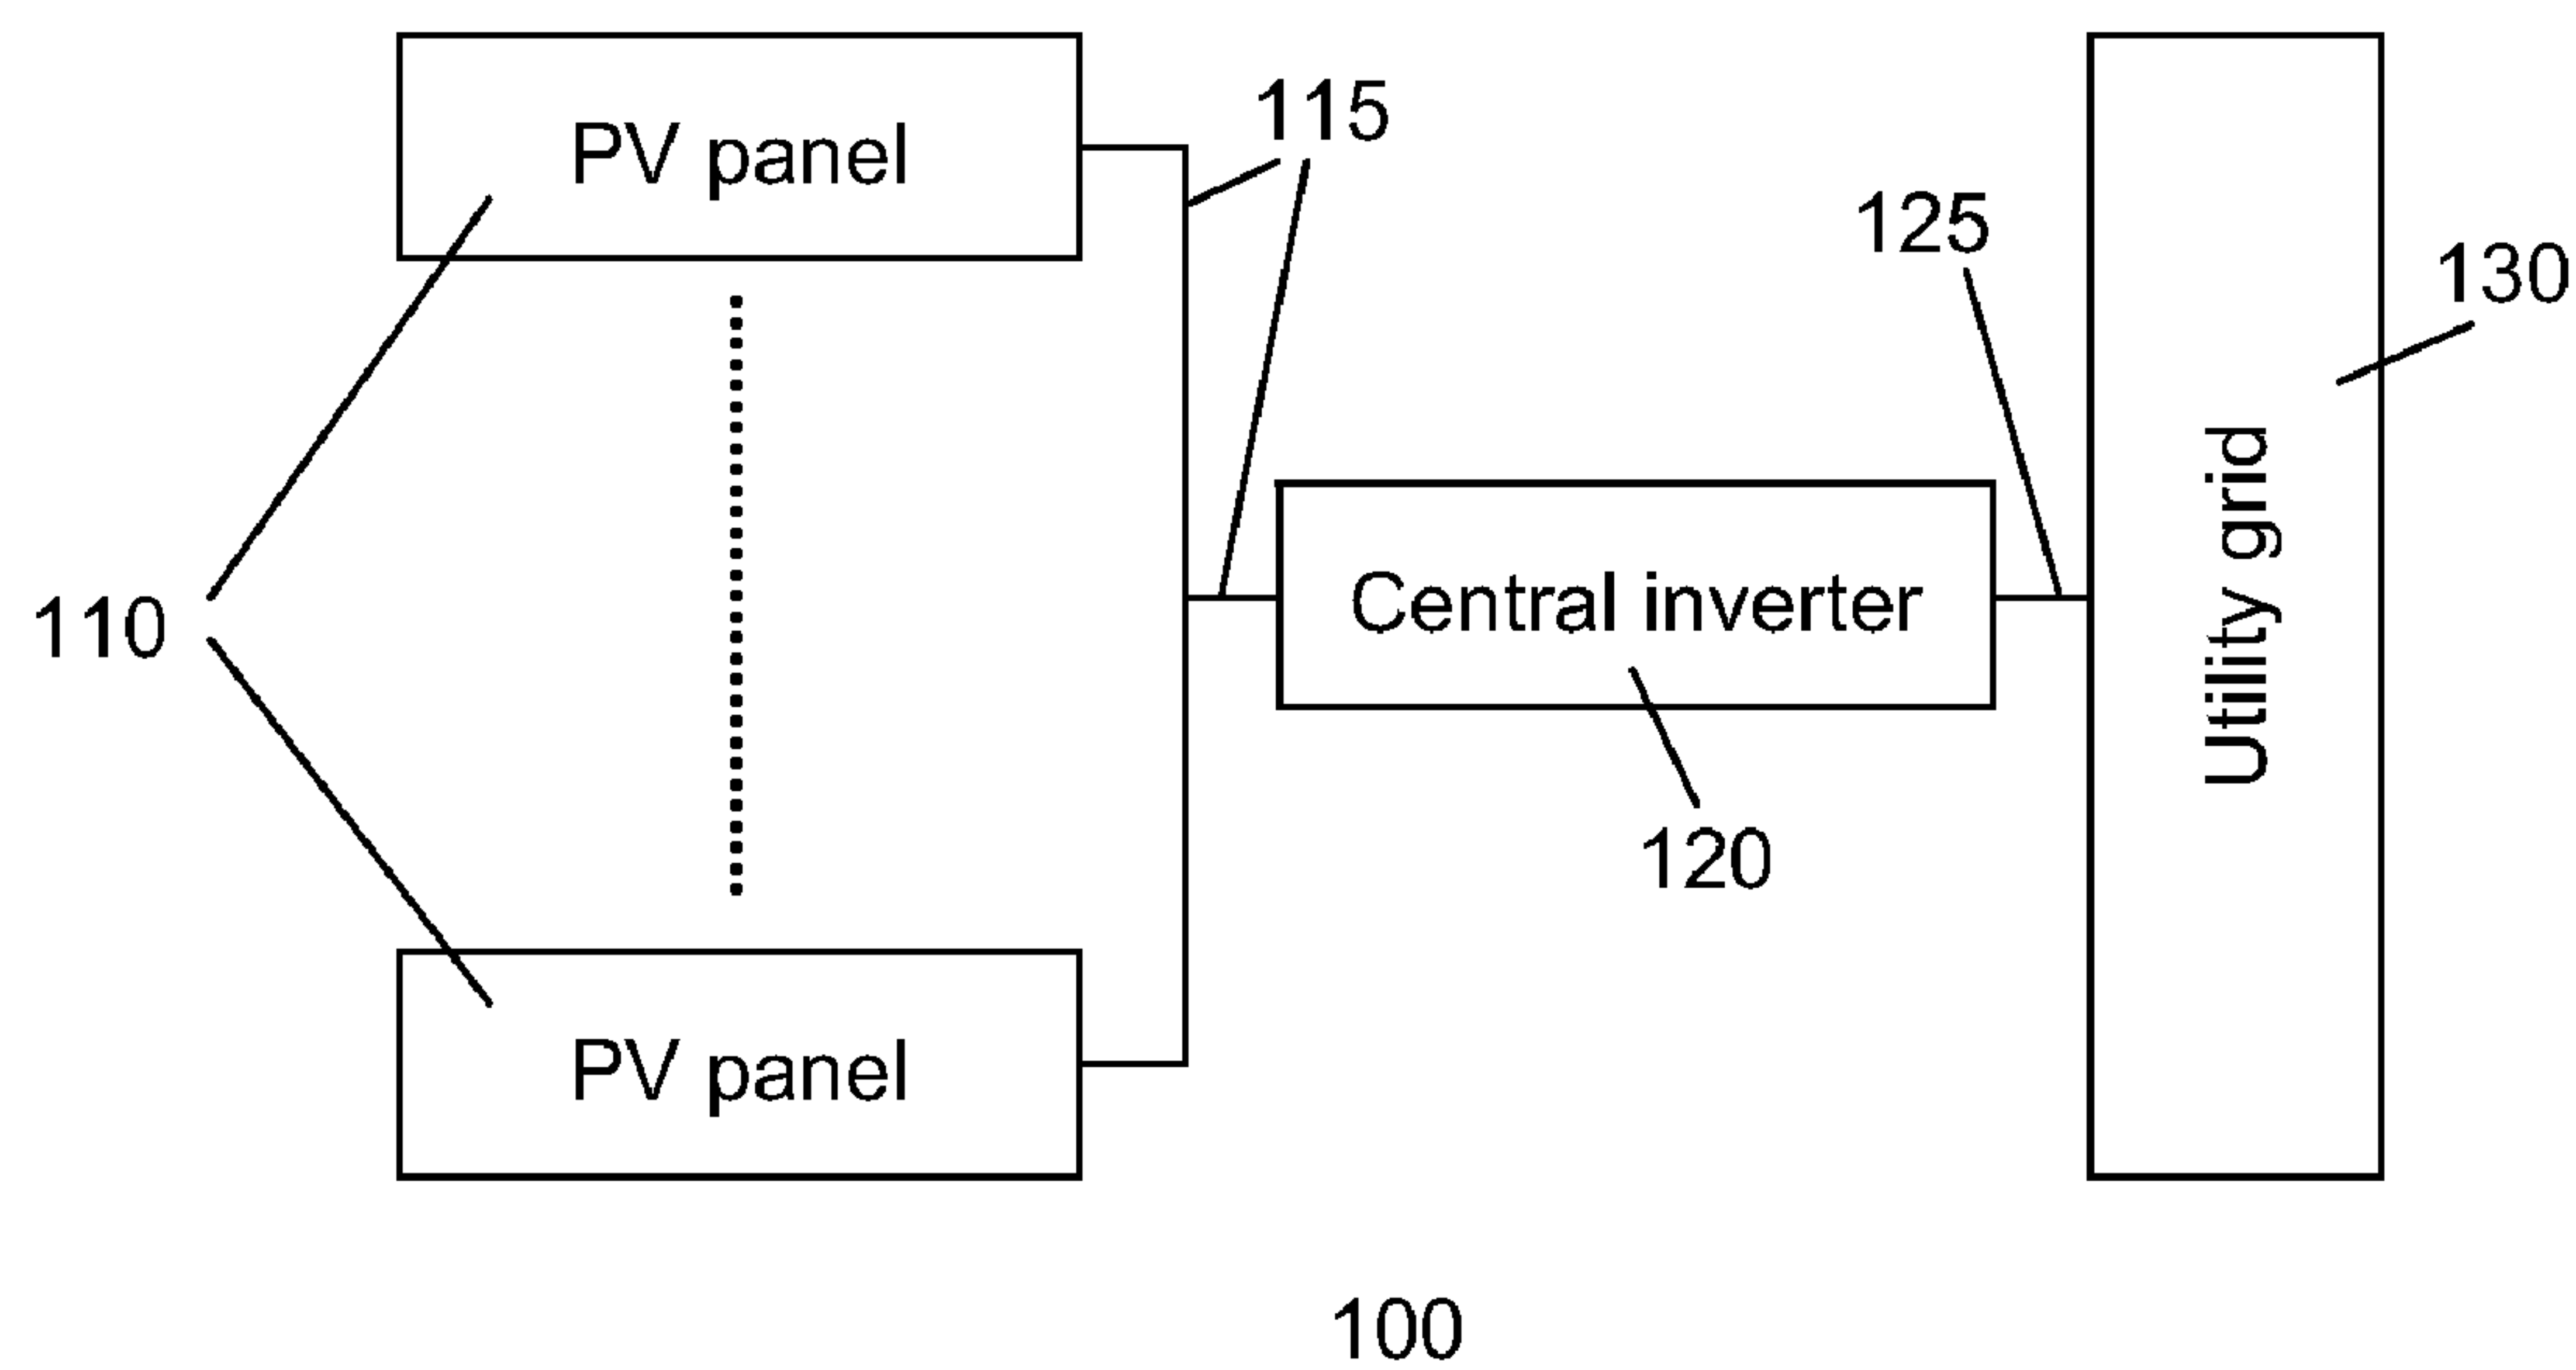 PV panel
115
125
130
110
Central inverter
Utility grid
120
PV panel
100